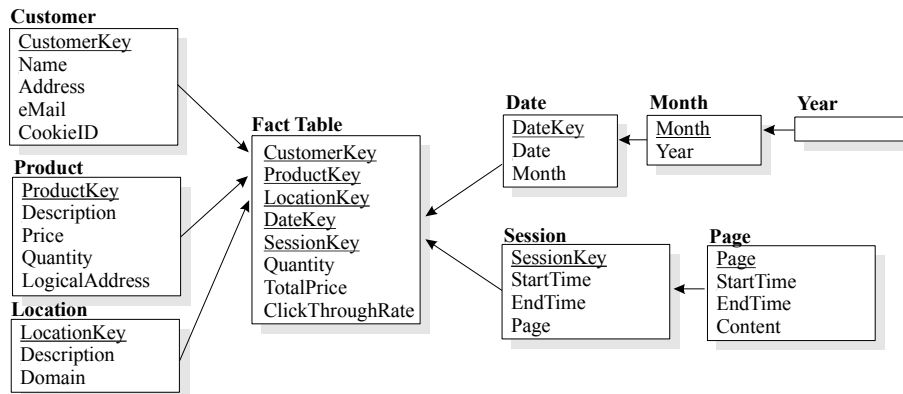 Customer
CustomerKey
Name
Address
eMail
CookieID
Product
ProductKey
Description
Price
Quantity
LogicalAddress
Location
LocationKey
Description
Domain
Fact Table
CustomerKey
ProductKey
LocationKey
DateKey
SessionKey
Quantity
TotalPrice
ClickThroughRate
Date
DateKey
Date
Month
Month
Month
Year
Year
Session
SessionKey
StartTime
EndTime
Page
Page
Page
StartTime
EndTime
Content